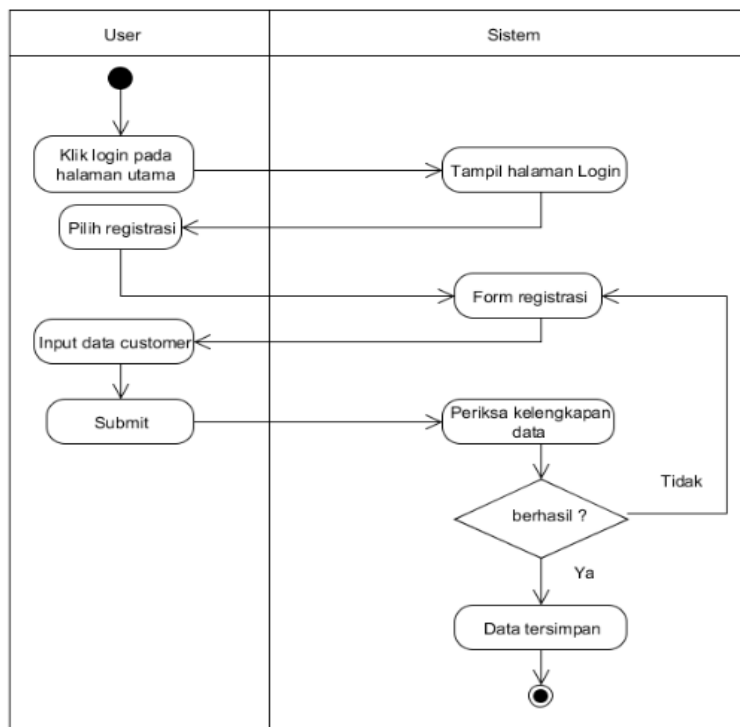 User
Sistem
Klik login pada
halaman utama
Tampil halaman Login
Pilih registrasi
Form registrasi
Input data customer
Submit
Periksa kelengkapan
data
Tidak
berhasil ?
Ya
Data tersimpan